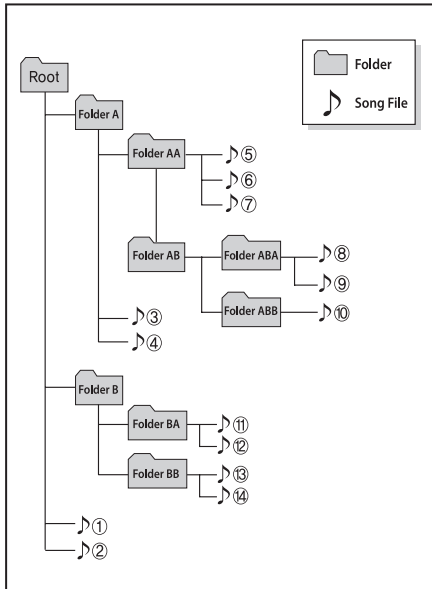 Root
Folder
Song File
Folder A
Folder AA
⑤
⑥
⑦
Folder AB
Folder ABA
⑧
⑨
Folder ABB
⑩
③
④
Folder B
Folder BA
⑪
⑫
Folder BB
⑬
⑭
①
②